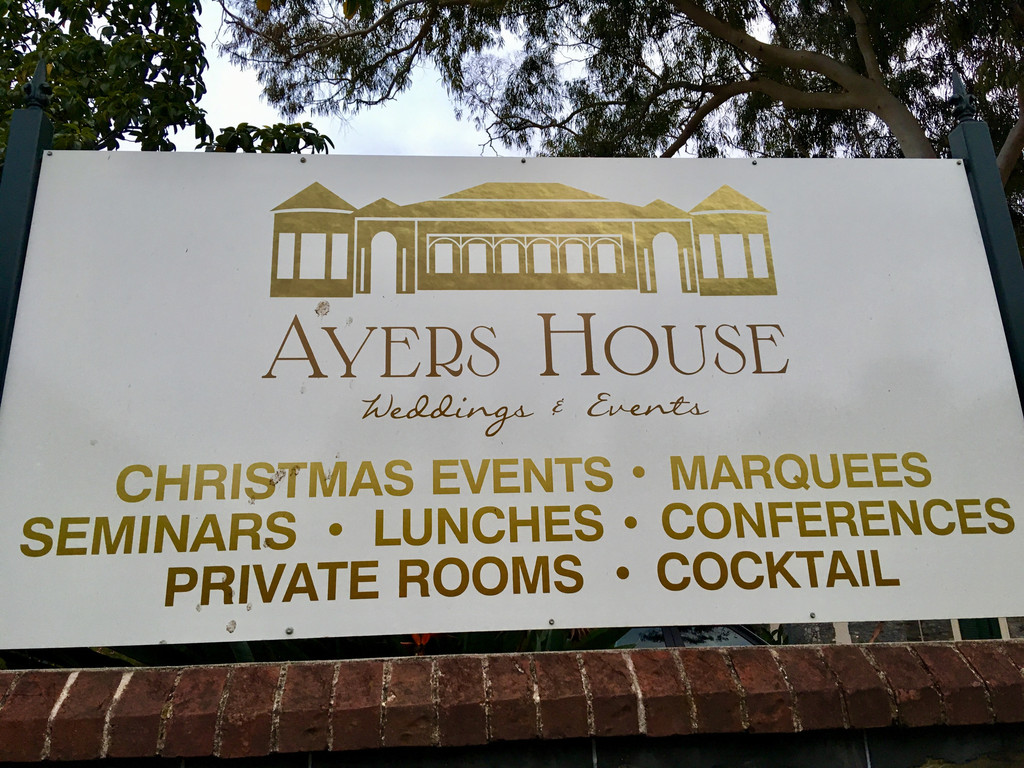 AYERS HOUSE
Weddings & Events
CHRISTMAS EVENTS • MARQUEES
SEMINARS • LUNCHES • CONFERENCES
PRIVATE ROOMS • COCKTAIL